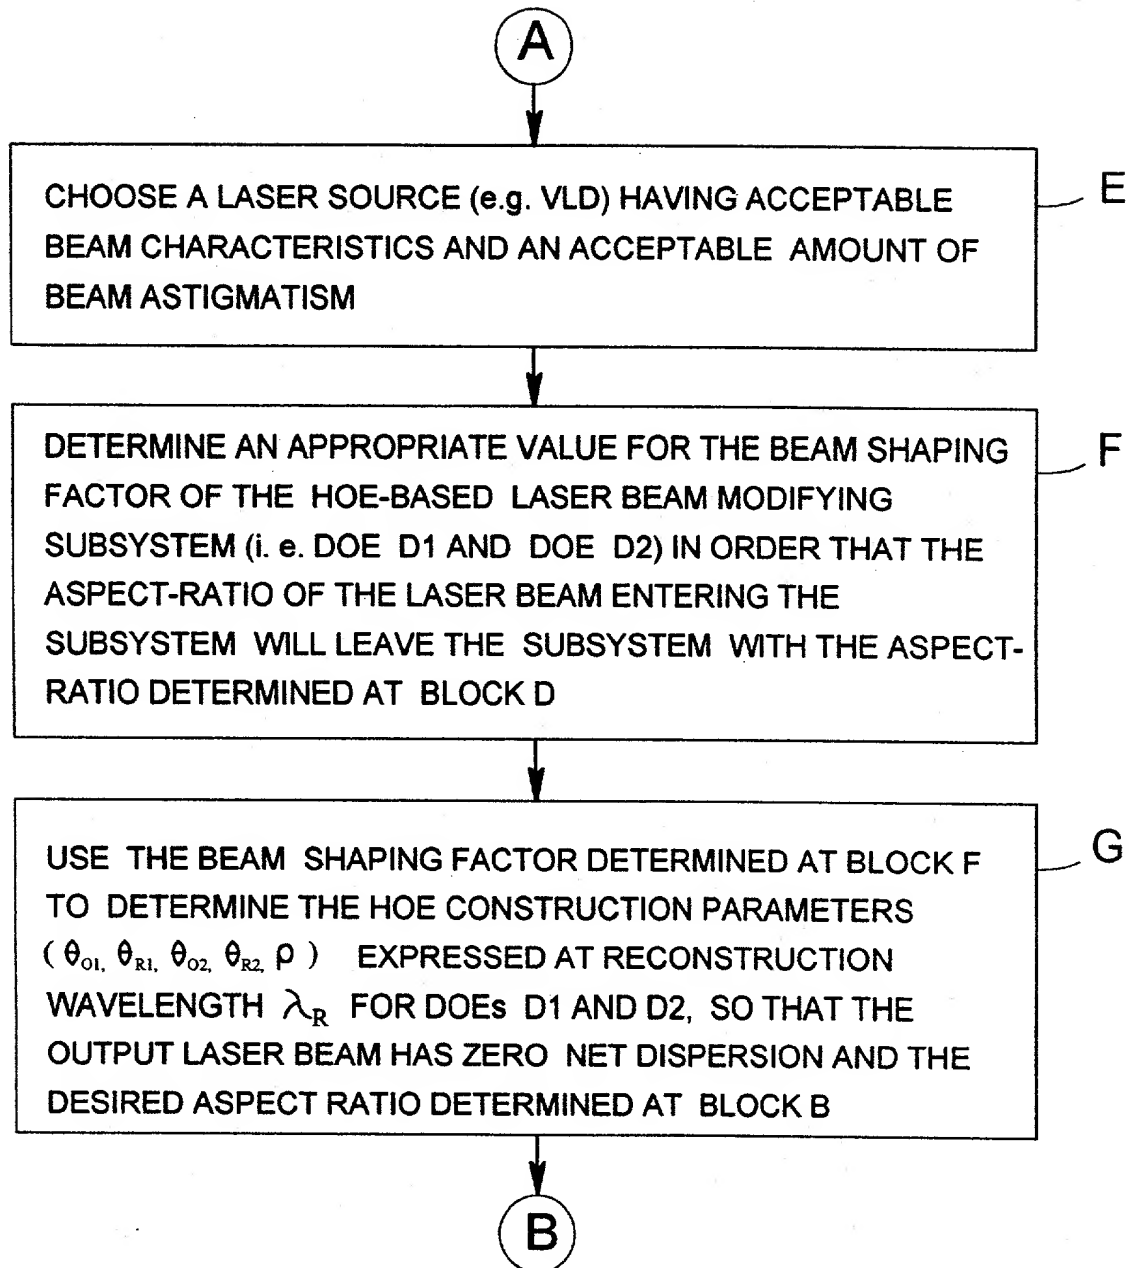 A
CHOOSE A LASER SOURCE (e.g. VLD) HAVING ACCEPTABLE
BEAM CHARACTERISTICS AND AN ACCEPTABLE AMOUNT OF
BEAM ASTIGMATISM
E
DETERMINE AN APPROPRIATE VALUE FOR THE BEAM SHAPING
FACTOR OF THE HOE-BASED LASER BEAM MODIFYING
SUBSYSTEM (i. e. DOE D1 AND DOE D2) IN ORDER THAT THE
ASPECT-RATIO OF THE LASER BEAM ENTERING THE
SUBSYSTEM WILL LEAVE THE SUBSYSTEM WITH THE ASPECT-
RATIO DETERMINED AT BLOCK D
F
USE THE BEAM SHAPING FACTOR DETERMINED AT BLOCK F
TO DETERMINE THE HOE CONSTRUCTION PARAMETERS
( θO1, θR1, θO2, θR2, ρ ) EXPRESSED AT RECONSTRUCTION
WAVELENGTH λR FOR DOEs D1 AND D2, SO THAT THE
OUTPUT LASER BEAM HAS ZERO NET DISPERSION AND THE
DESIRED ASPECT RATIO DETERMINED AT BLOCK B
G
B